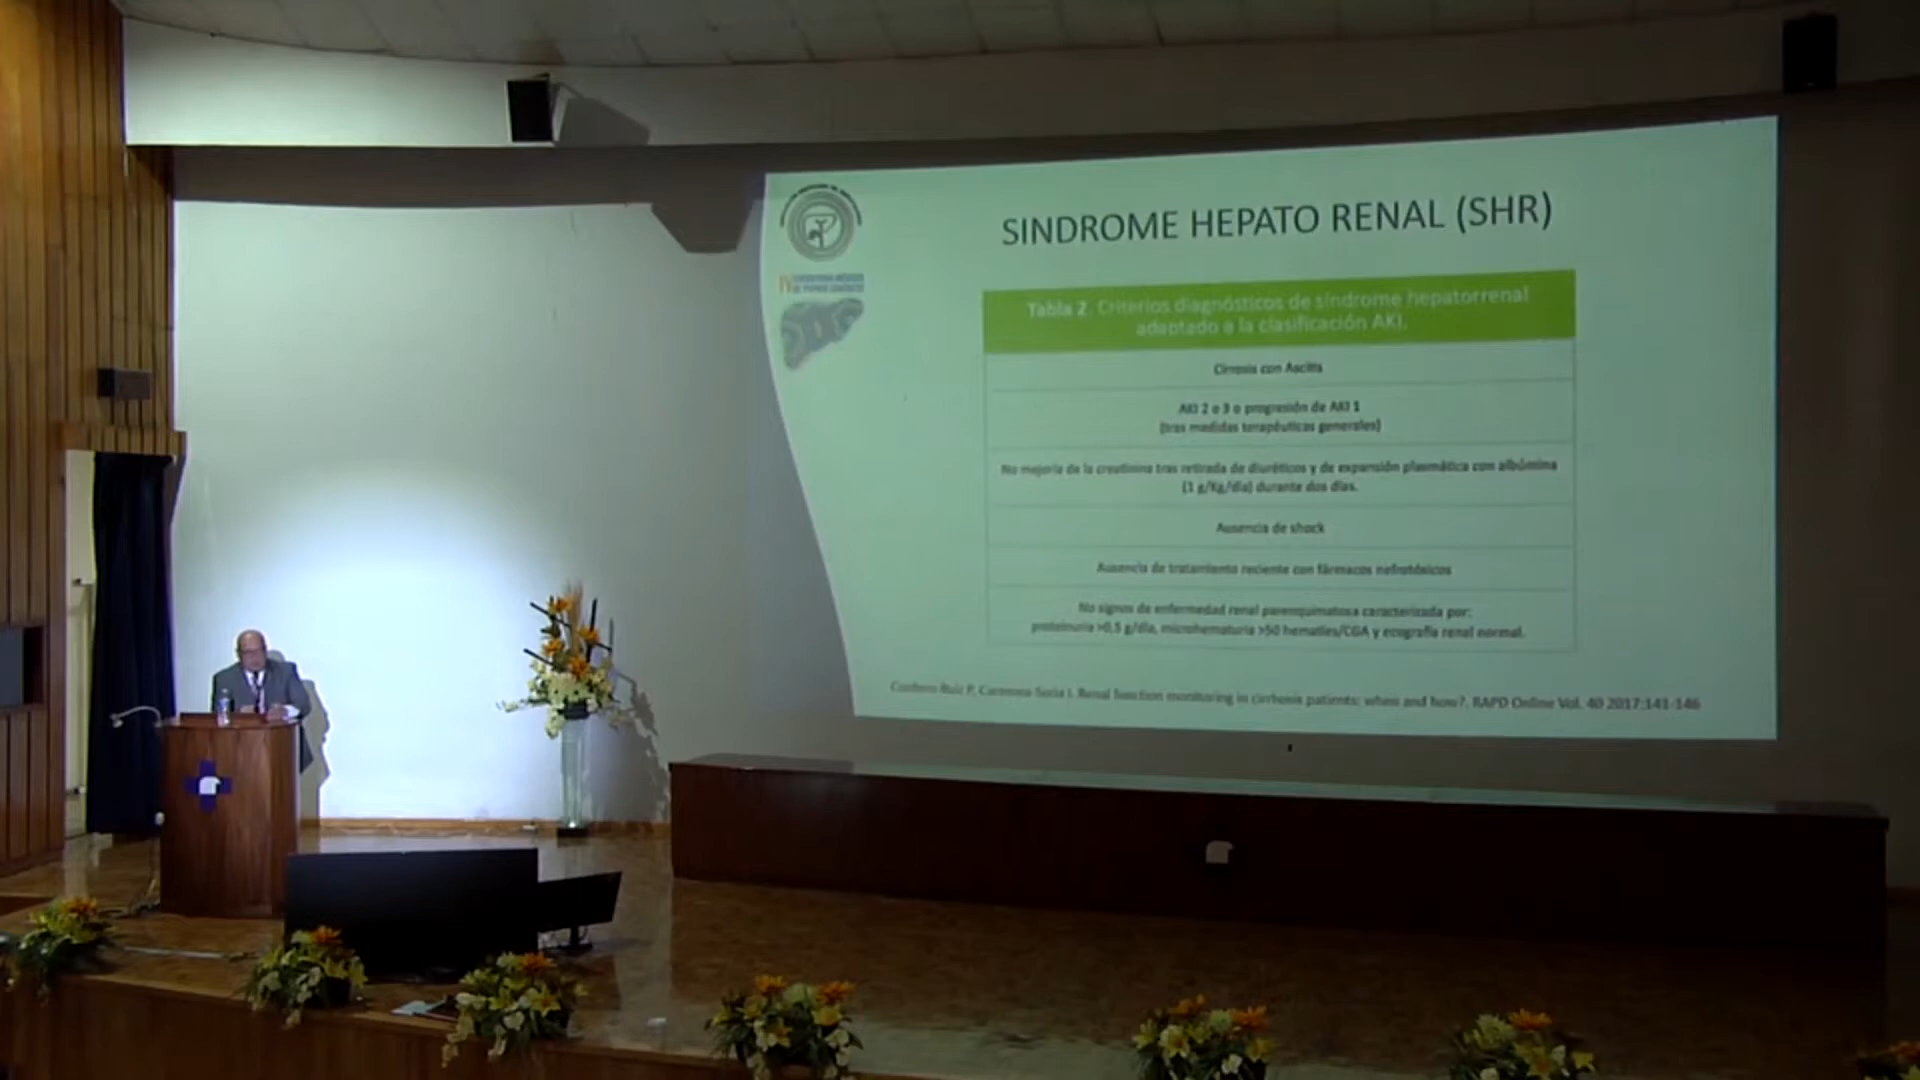 SINDROME HEPATO RENAL (SHR)
Tabla 2. Criterios diagnósticos de síndrome hepatorrenal
adaptado a la clasificación AKI.
Cirrosis con Ascitis
AKI 2 o 3 o progresión de AKI 1
(tras medidas terapéuticas generales)
No mejoría de la creatinina tras retirada de diuréticos y de expansión plasmática con albúmina
(1 g/Kg/día) durante dos días.
Ausencia de shock
Ausencia de tratamiento reciente con fármacos nefrotóxicos
No signos de enfermedad renal parenquimatosa caracterizada por:
proteinuria >0,5 g/día, microhematuria >50 hematíes/CGA y ecografía renal normal.
Cordero-Ruiz P, Carmona-Soria I. Renal function monitoring in cirrhosis patients; when and how?. RAPD Online Vol. 40 2017:141-146